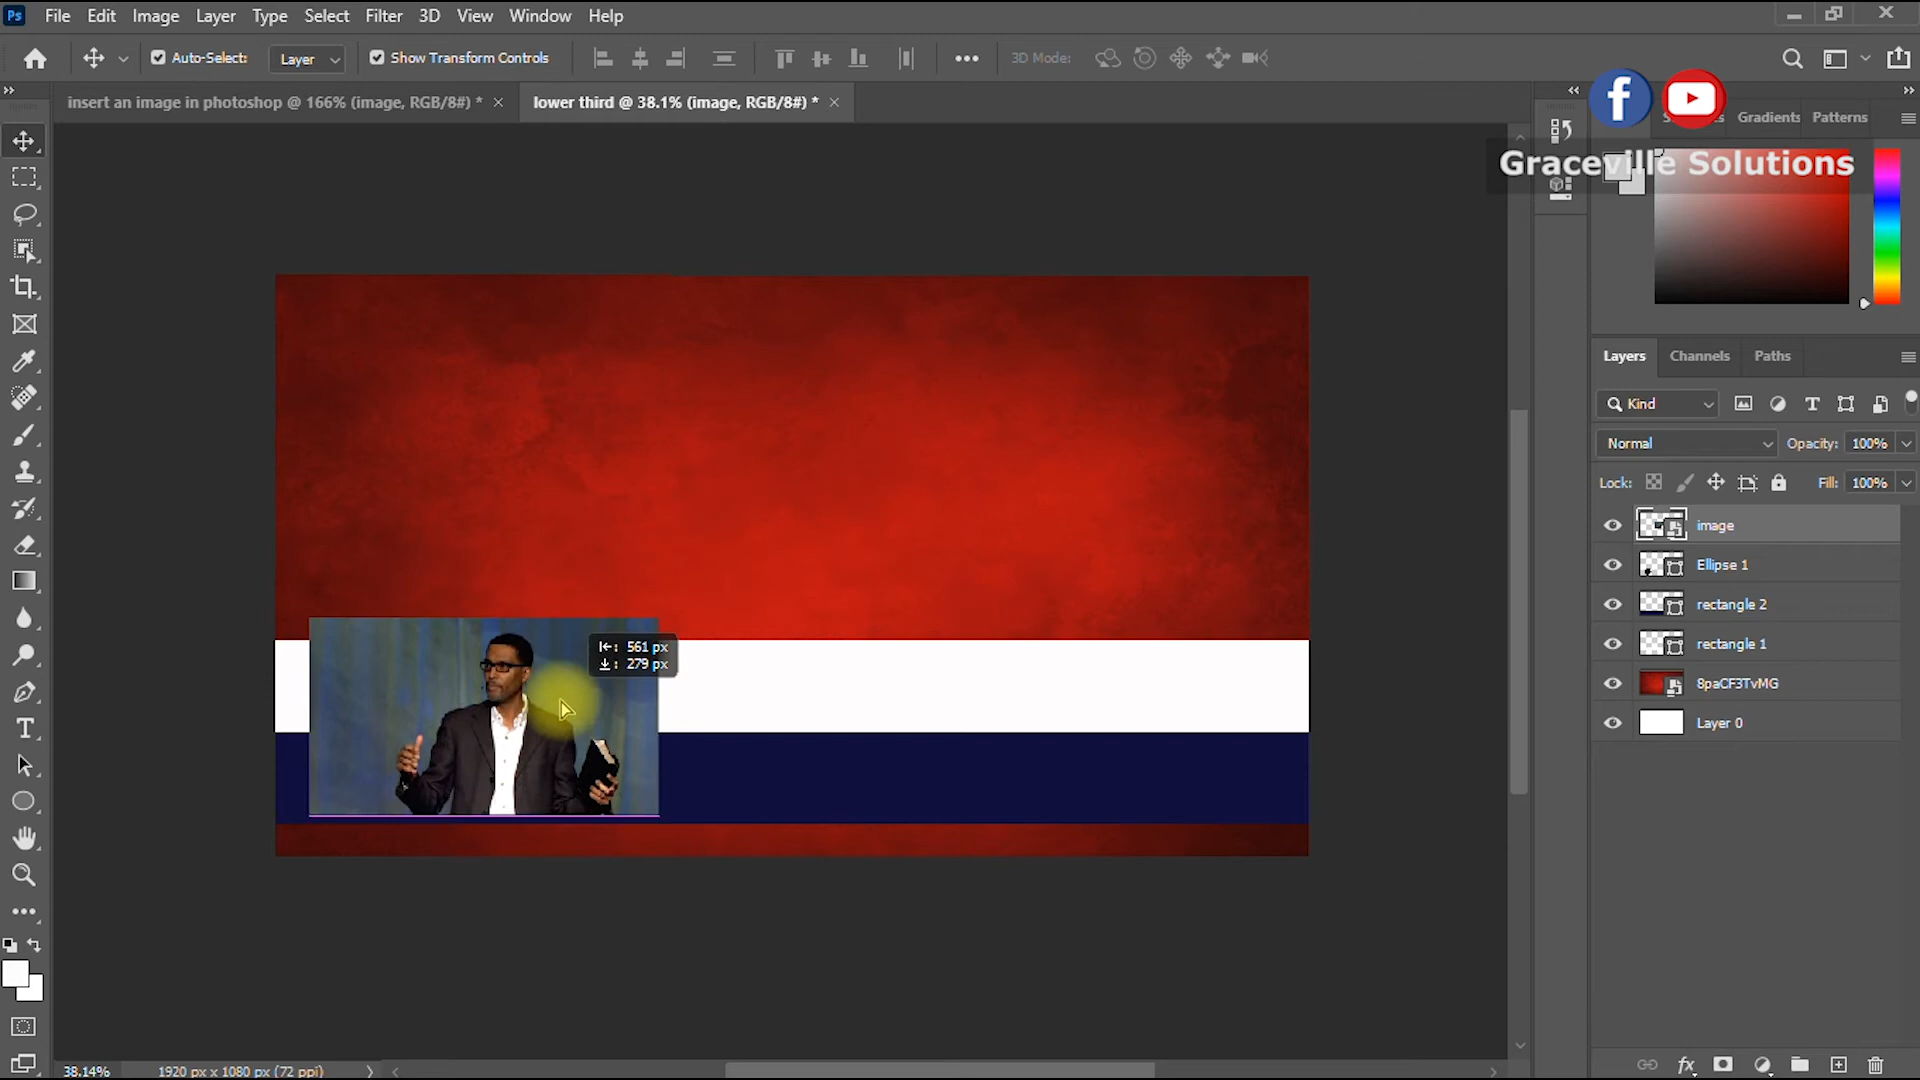 Ps File Edit Image Layer Type Select Filter 3D View Window Help
Auto-Select: Layer Show Transform Controls 3D Mode:
insert an image in photoshop @ 166% (image, RGB/8#) * lower third @ 38.1% (image, RGB/8#) *
Gradients Patterns
Graceville Solutions
Layers Channels Paths
Kind
Normal Opacity: 100%
Lock: Fill: 100%
image
Ellipse 1
rectangle 2
rectangle 1
8paCF3TvMG
Layer 0
561 px
279 px
38.14% 1920 px x 1080 px (72 ppi)